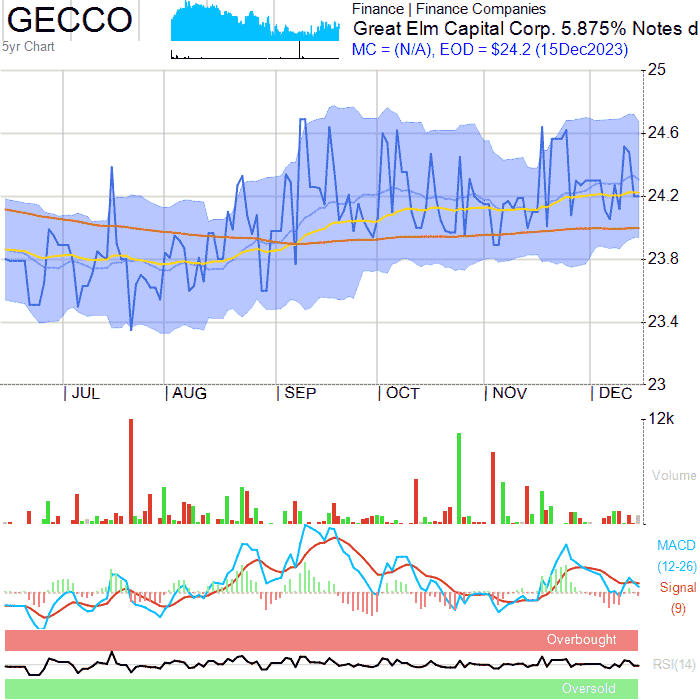 GECCO
5yr Chart
Finance | Finance Companies
Great Elm Capital Corp. 5.875% Notes d
MC = (N/A), EOD = $24.2 (15Dec2023)
25
24.6
24.2
23.8
23.4
23
JUL AUG SEP OCT NOV DEC
12k
Volume
MACD
(12-26)
Signal
(9)
Overbought
RSI(14)
Oversold